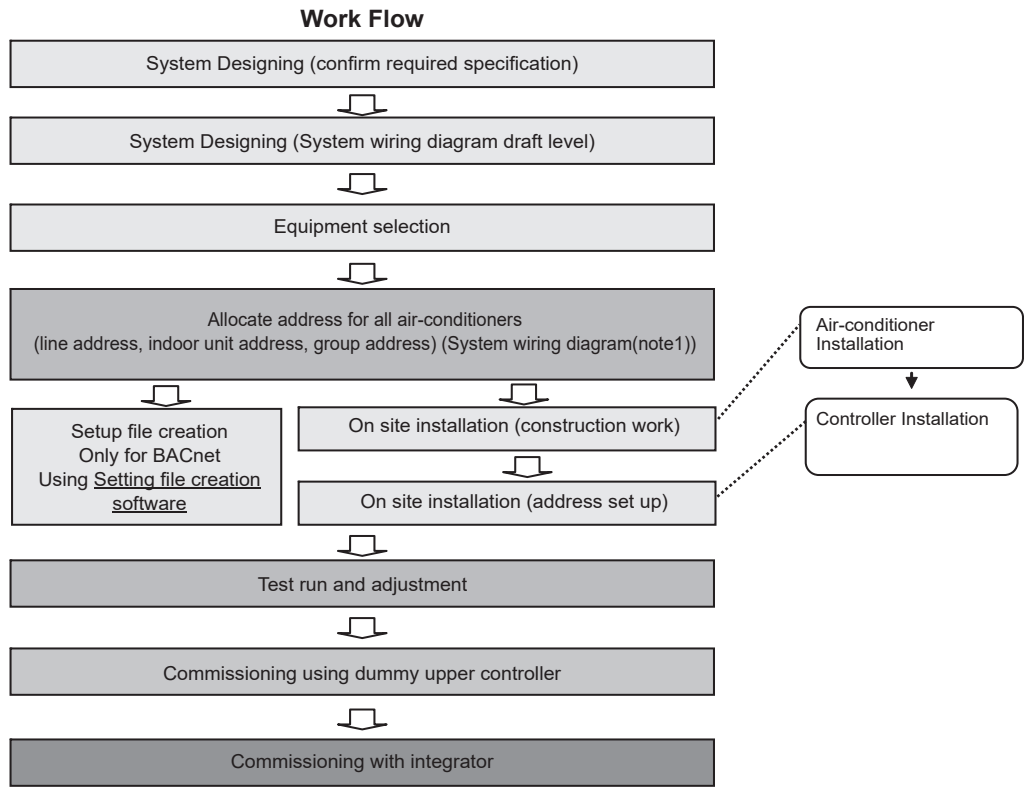 Work Flow
System Designing (confirm required specification)
System Designing (System wiring diagram draft level)
Equipment selection
Allocate address for all air-conditioners
(line address, indoor unit address, group address) (System wiring diagram(note1))
Air-conditioner
Installation
Setup file creation
Only for BACnet
Using Setting file creation
software
On site installation (construction work)
Controller Installation
On site installation (address set up)
Test run and adjustment
Commissioning using dummy upper controller
Commissioning with integrator